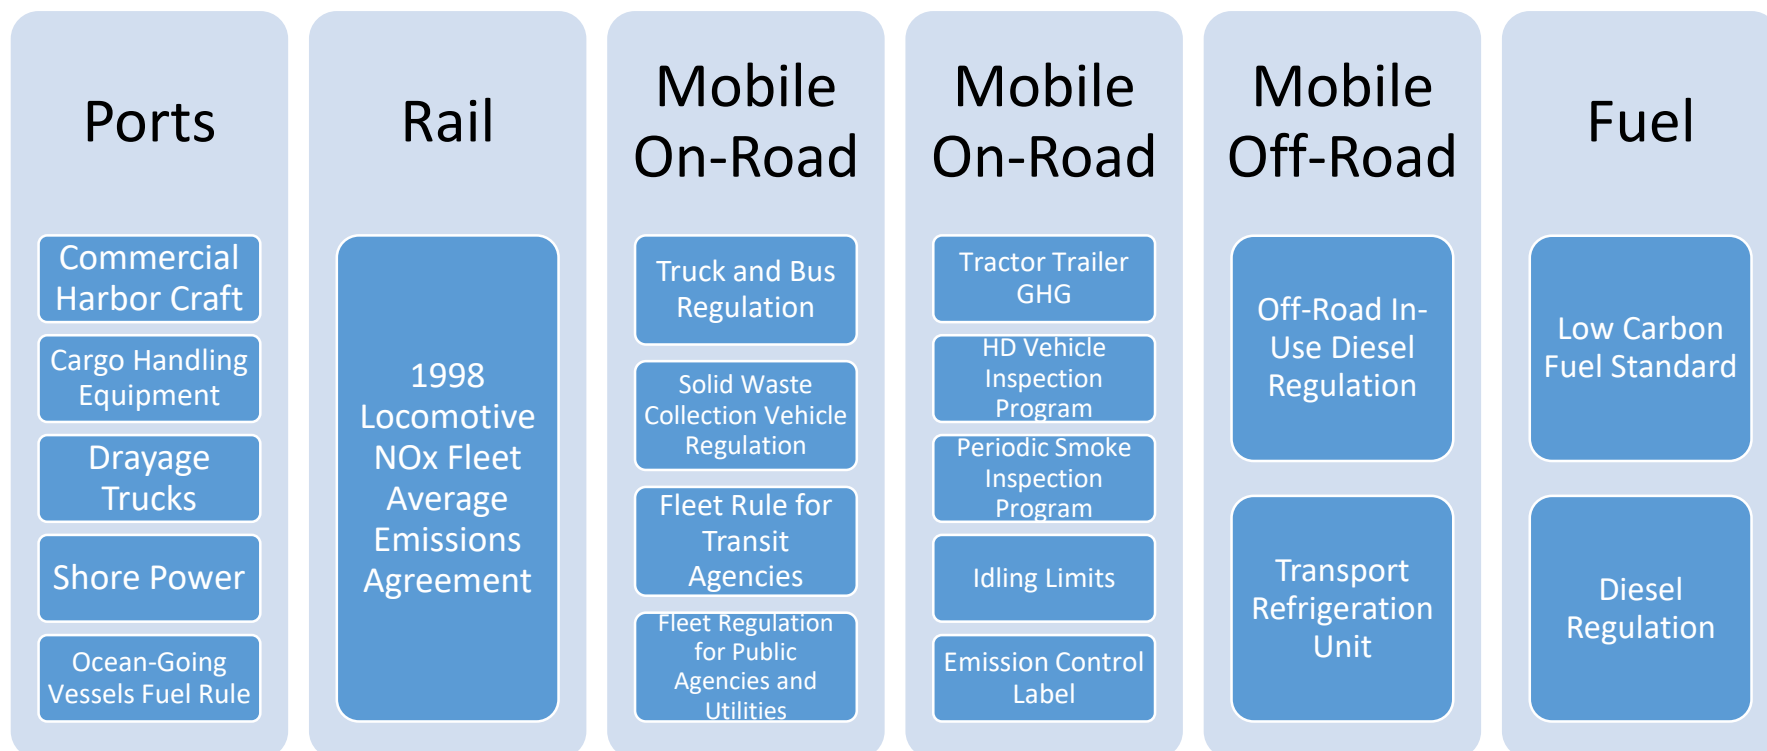 Ports
Commercial
Harbor Craft
Cargo Handling
Equipment
Drayage
Trucks
Shore Power
Ocean-Going
Vessels Fuel Rule
Rail
1998
Locomotive
NOx Fleet
Average
Emissions
Agreement
Mobile
On-Road
Truck and Bus
Regulation
Solid Waste
Collection Vehicle
Regulation
Fleet Rule for
Transit
Agencies
Fleet Regulation
for Public
Agencies and
Utilities
Mobile
On-Road
Tractor Trailer
GHG
HD Vehicle
Inspection
Program
Periodic Smoke
Inspection
Program
Idling Limits
Emission Control
Label
Mobile
Off-Road
Off-Road In-
Use Diesel
Regulation
Transport
Refrigeration
Unit
Fuel
Low Carbon
Fuel Standard
Diesel
Regulation